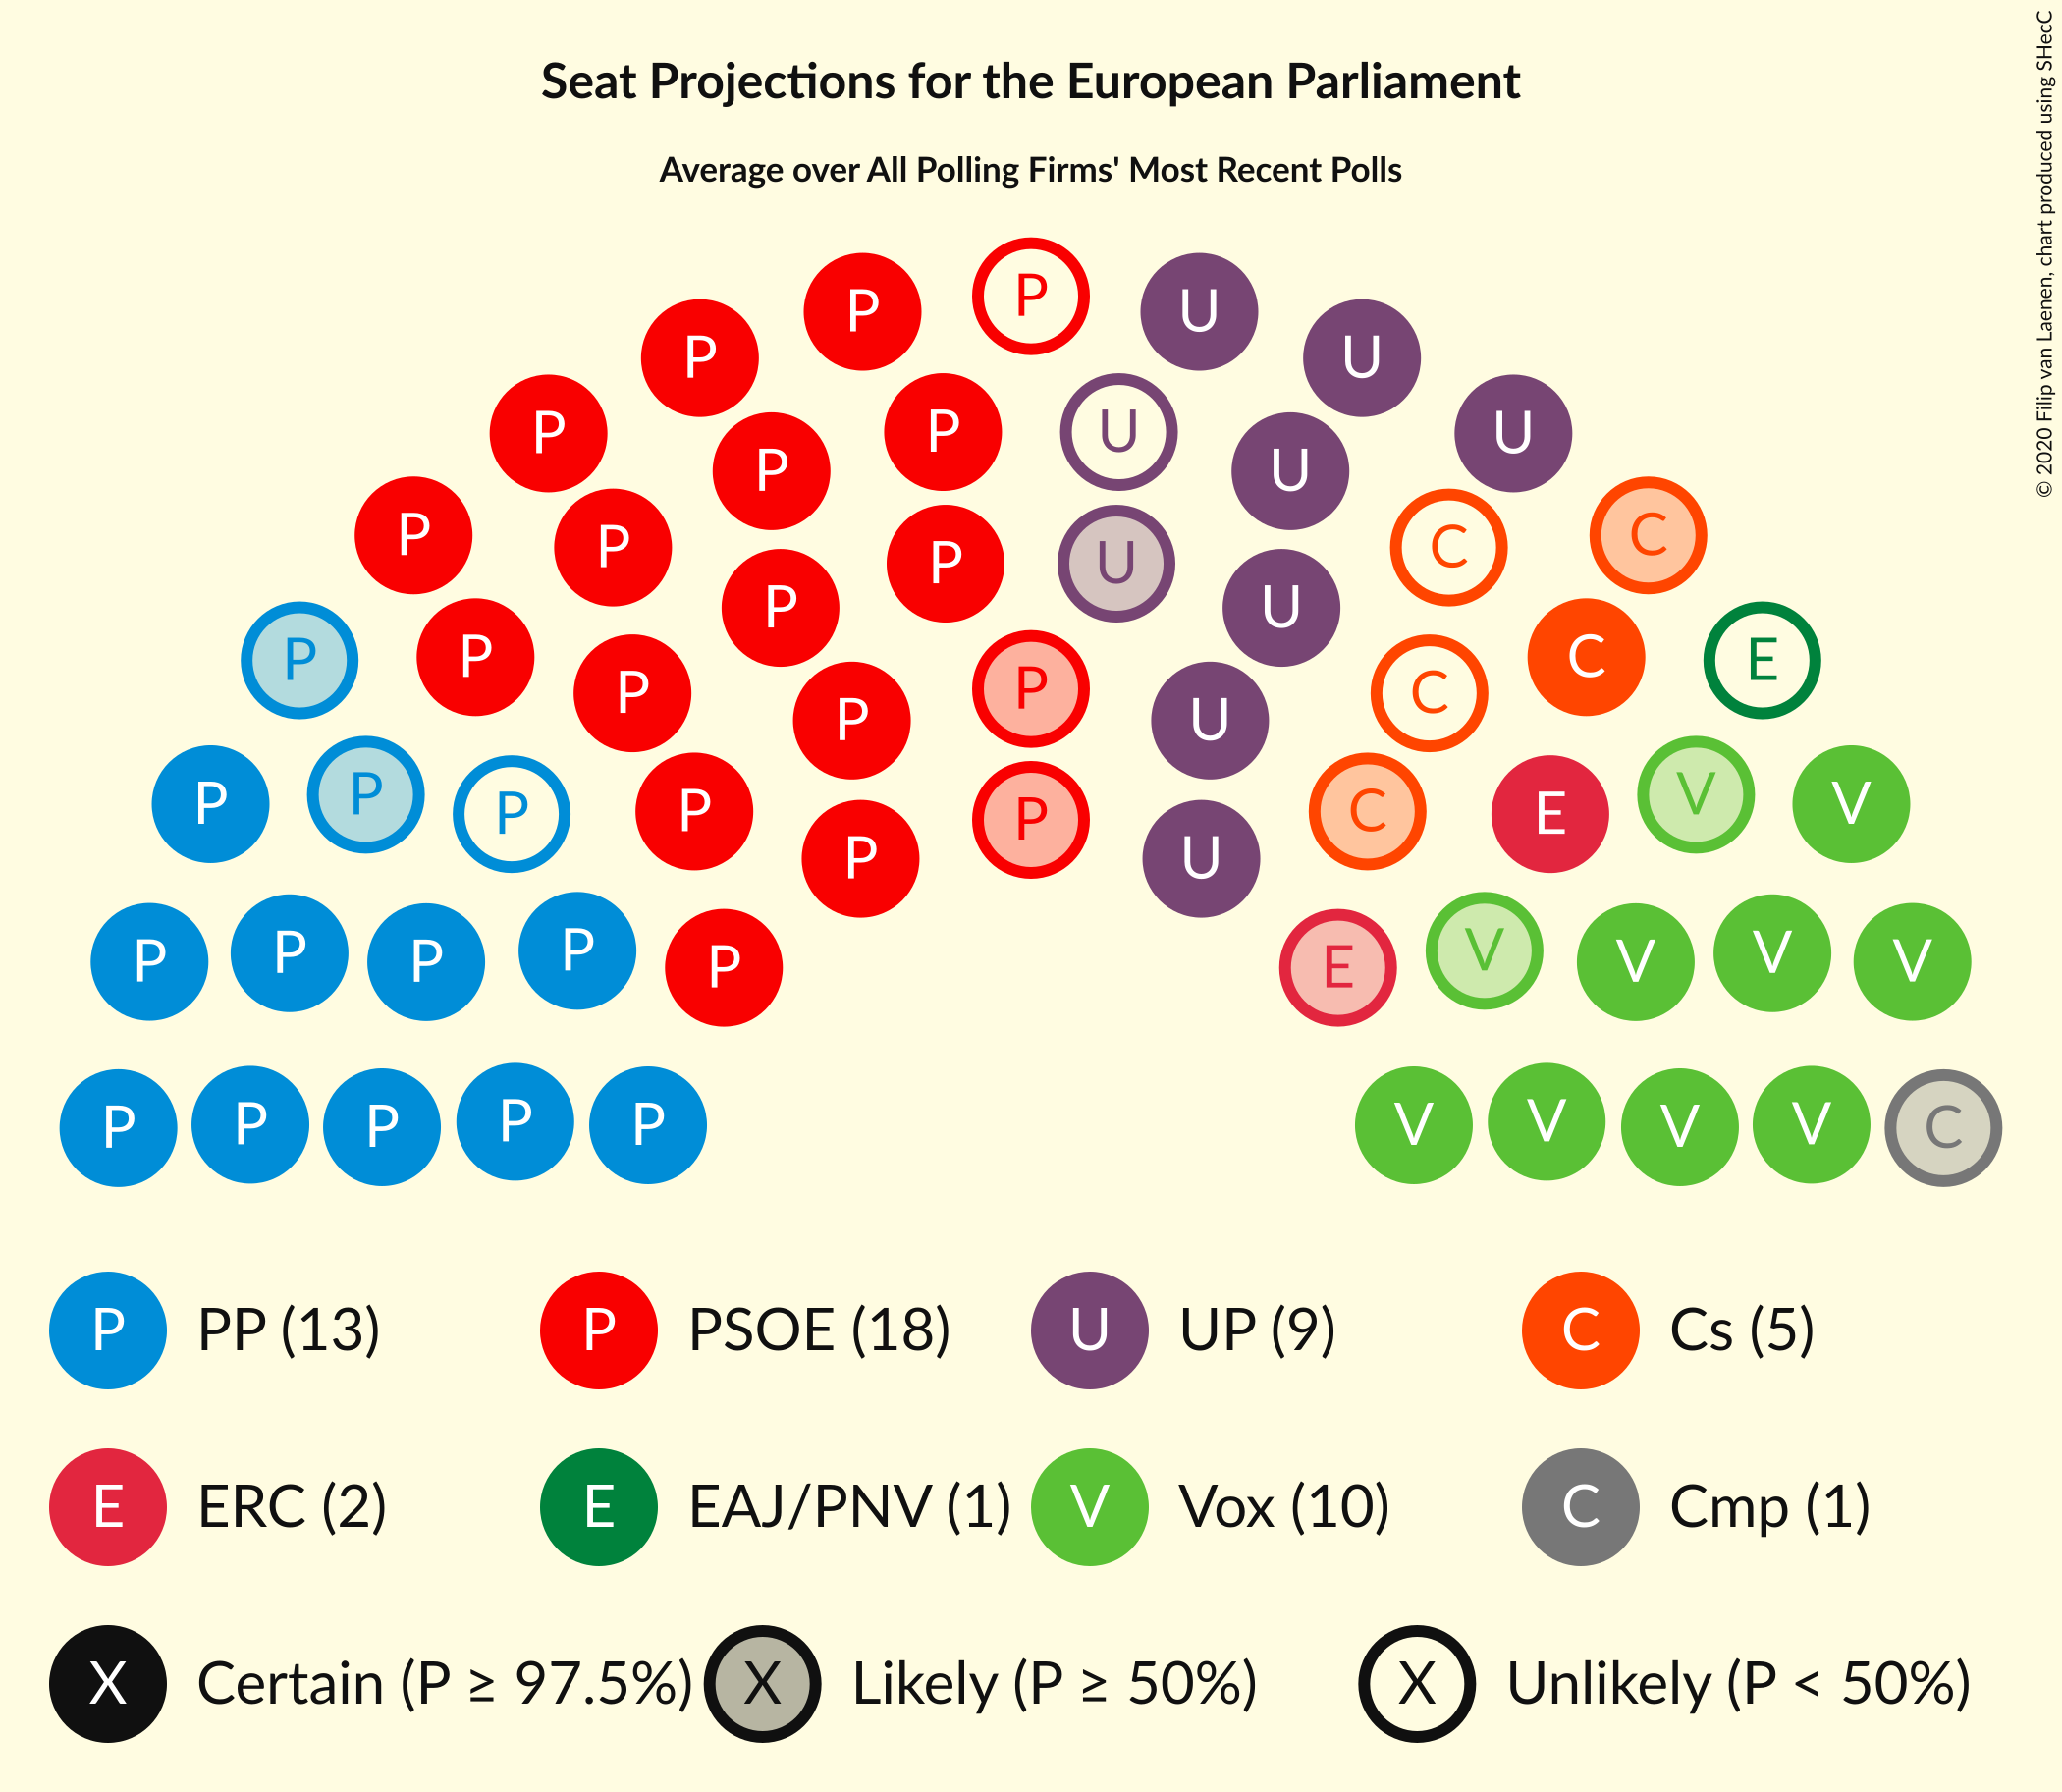 Seat Projections for the European Parliament
Average over All Polling Firms' Most Recent Polls
© 2020 Filip van Laenen, chart produced using SHecC
P
P P U U
P P U U
P P U U
P P U C C
P P C
P P P U C E
P P P C
P P P P C V V
P P P U E
P P P P P E V V V V
P P P P P V V V V C
P PP (13) P PSOE (18) U UP (9) C Cs (5)
E ERC (2) E EAJ/PNV (1) V Vox (10) C Cmp (1)
X Certain (P ≥ 97.5%) X Likely (P ≥ 50%) X Unlikely (P < 50%)